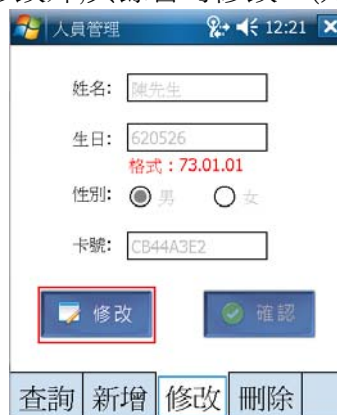 人員管理 12:21
姓名: 陳先生
生日: 620526
格式：73.01.01
性別: 男 女
卡號: CB44A3E2
修改 確認
查詢 新增 修改 刪除